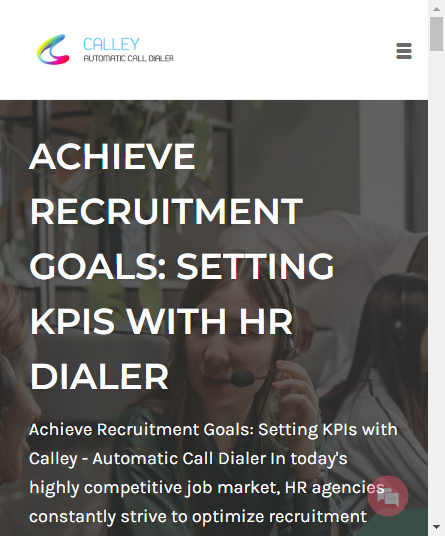 CALLEY
AUTOMATIC CALL DIALER
ACHIEVE
RECRUITMENT
GOALS: SETTING
KPIS WITH HR
DIALER
Achieve Recruitment Goals: Setting KPIs with
Calley - Automatic Call Dialer In today's
highly competitive job market, HR agencies
constantly strive to optimize recruitment